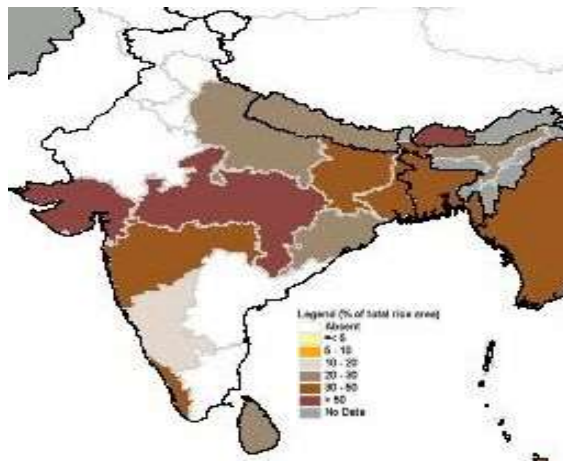 Legend (% of total rice area)
Absent
=< 5
5 - 10
10 - 20
20 - 30
30 - 50
> 50
No Data